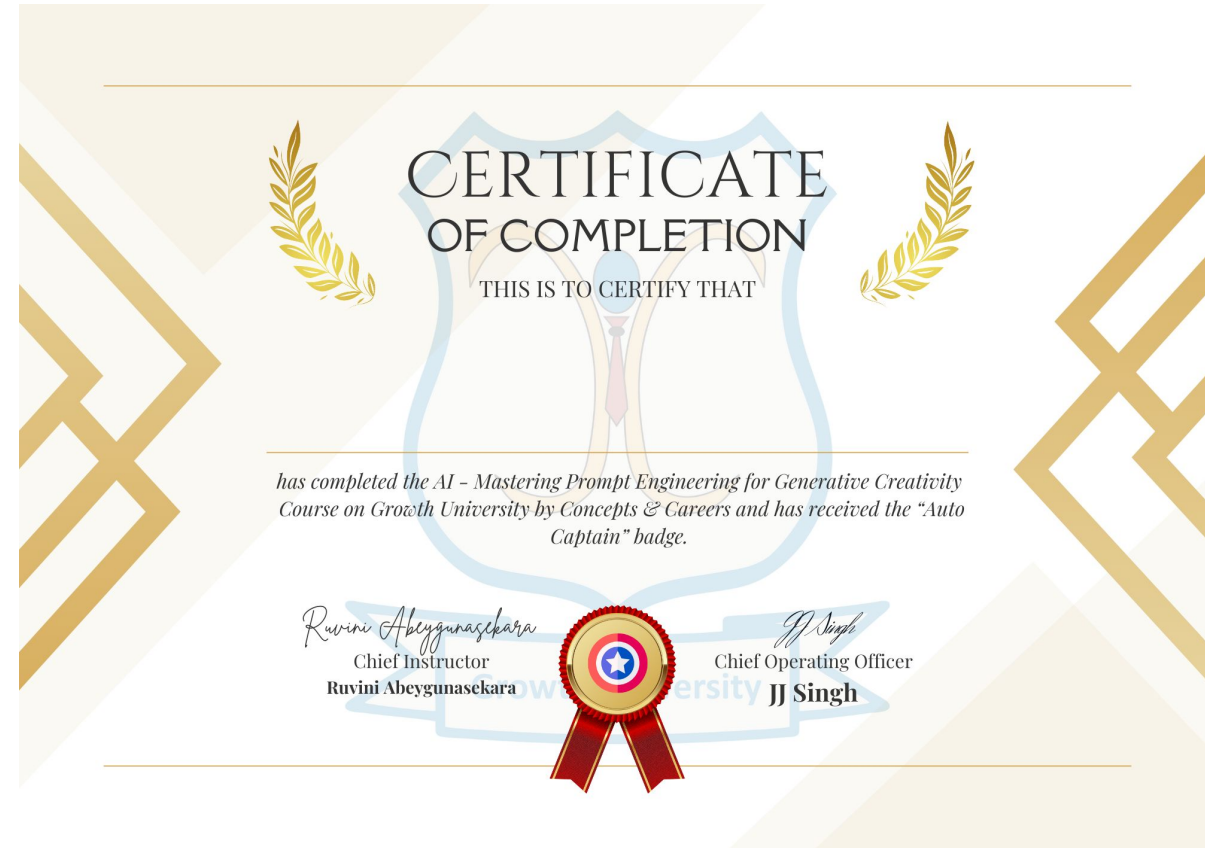 CERTIFICATE
OF COMPLETION
THIS IS TO CERTIFY THAT
has completed the AI - Mastering Prompt Engineering for Generative Creativity
Course on Growth University by Concepts & Careers and has received the “Auto
Captain” badge.
Ruvini Abeygunasekara
Chief Instructor
Ruvini Abeygunasekara
JJ Singh
Chief Operating Officer
JJ Singh